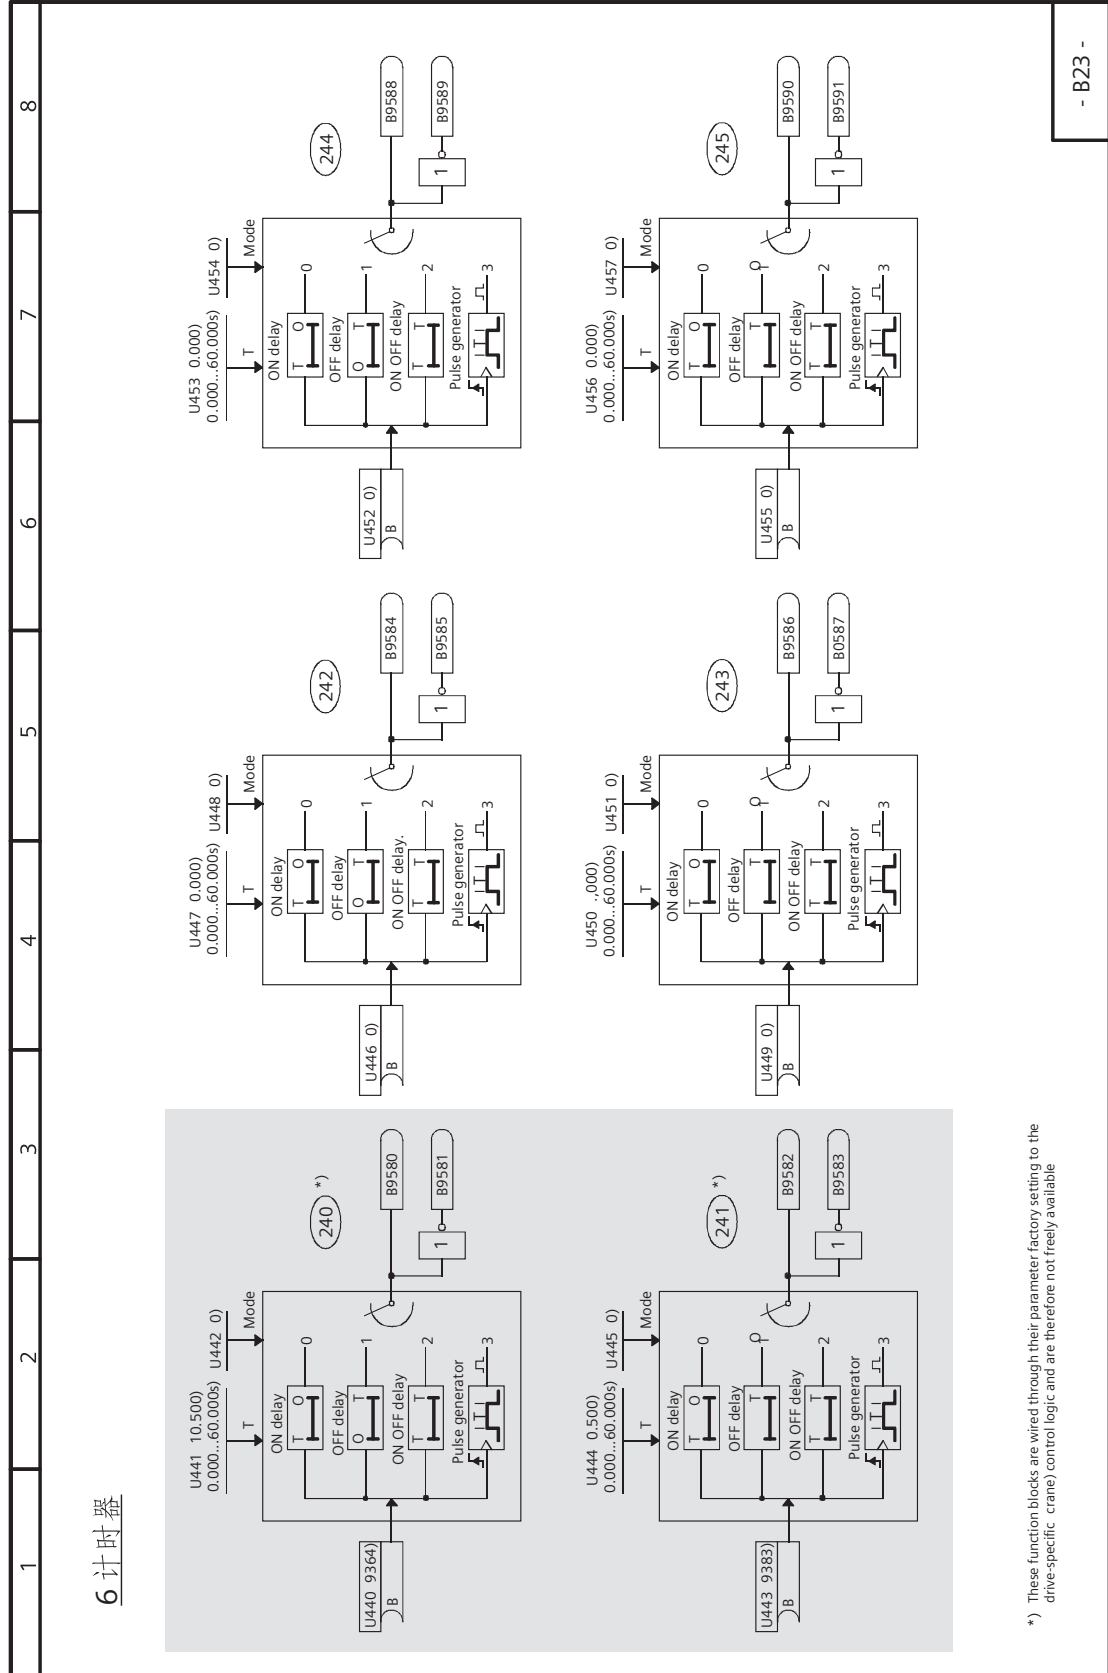 1 2 3 4 5 6 7 8
6 计时器
U441 10.500)
0.000...60.000s)
U442 0)
T
Mode
240
*)
ON delay
T O
0
OFF delay
O T
1
ON OFF delay
T T
2
Pulse generator
T
3
U440 9364)
B
B9580
1
B9581
U447 0.000)
0.000...60.000s)
U448 0)
T
Mode
242
ON delay
T O
0
OFF delay
O T
1
ON OFF delay.
T T
2
Pulse generator
T
3
U446 0)
B
B9584
1
B9585
U453 0.000)
0.000...60.000s)
U454 0)
T
Mode
244
ON delay
T O
0
OFF delay
O T
1
ON OFF delay
T T
2
Pulse generator
T
3
U452 0)
B
B9588
1
B9589
U444 0.500)
0.000...60.000s)
U445 0)
T
Mode
241
*)
ON delay
T O
0
OFF delay
T O
1
ON OFF delay
T T
2
Pulse generator
T
3
U443 9383)
B
B9582
1
B9583
U450 .,000)
0.000...60.000s)
U451 0)
T
Mode
243
ON delay
T O
0
OFF delay
T O
1
ON OFF delay
T T
2
Pulse generator
T
3
U449 0)
B
B9586
1
B0587
U456 0.000)
0.000...60.000s)
U457 0)
T
Mode
245
ON delay
T O
0
OFF delay
T O
1
ON OFF delay
T T
2
Pulse generator
T
3
U455 0)
B
B9590
1
B9591
*) These function blocks are wired through their parameter factory setting to the
drive-specific crane) control logic and are therefore not freely available
- B23 -